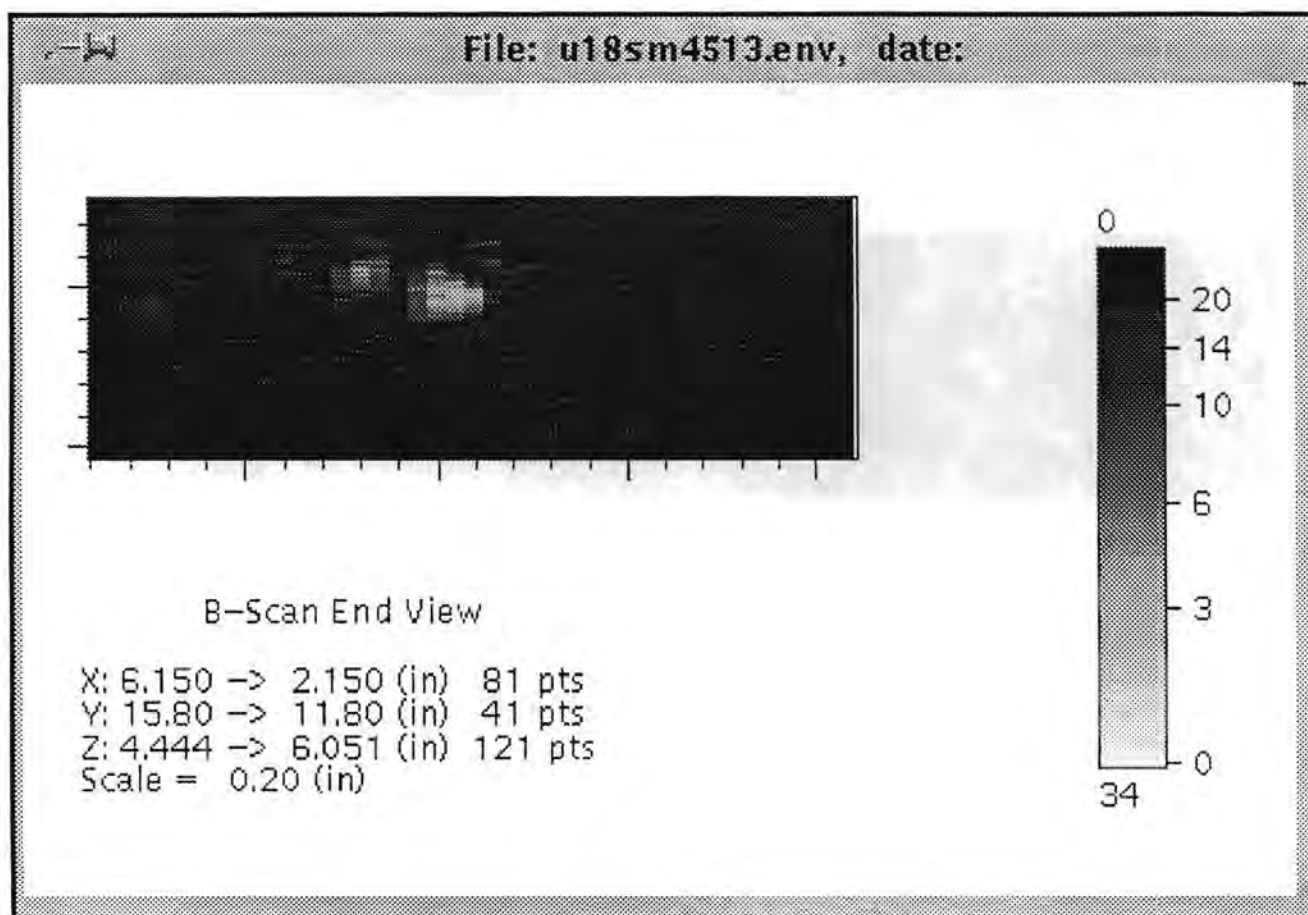 File: u18sm4513.env, date:
0
20
14
10
6
3
0
34
B-Scan End View
X: 6.150 -> 2.150 (in) 81 pts
Y: 15.80 -> 11.80 (in) 41 pts
Z: 4.444 -> 6.051 (in) 121 pts
Scale = 0.20 (in)